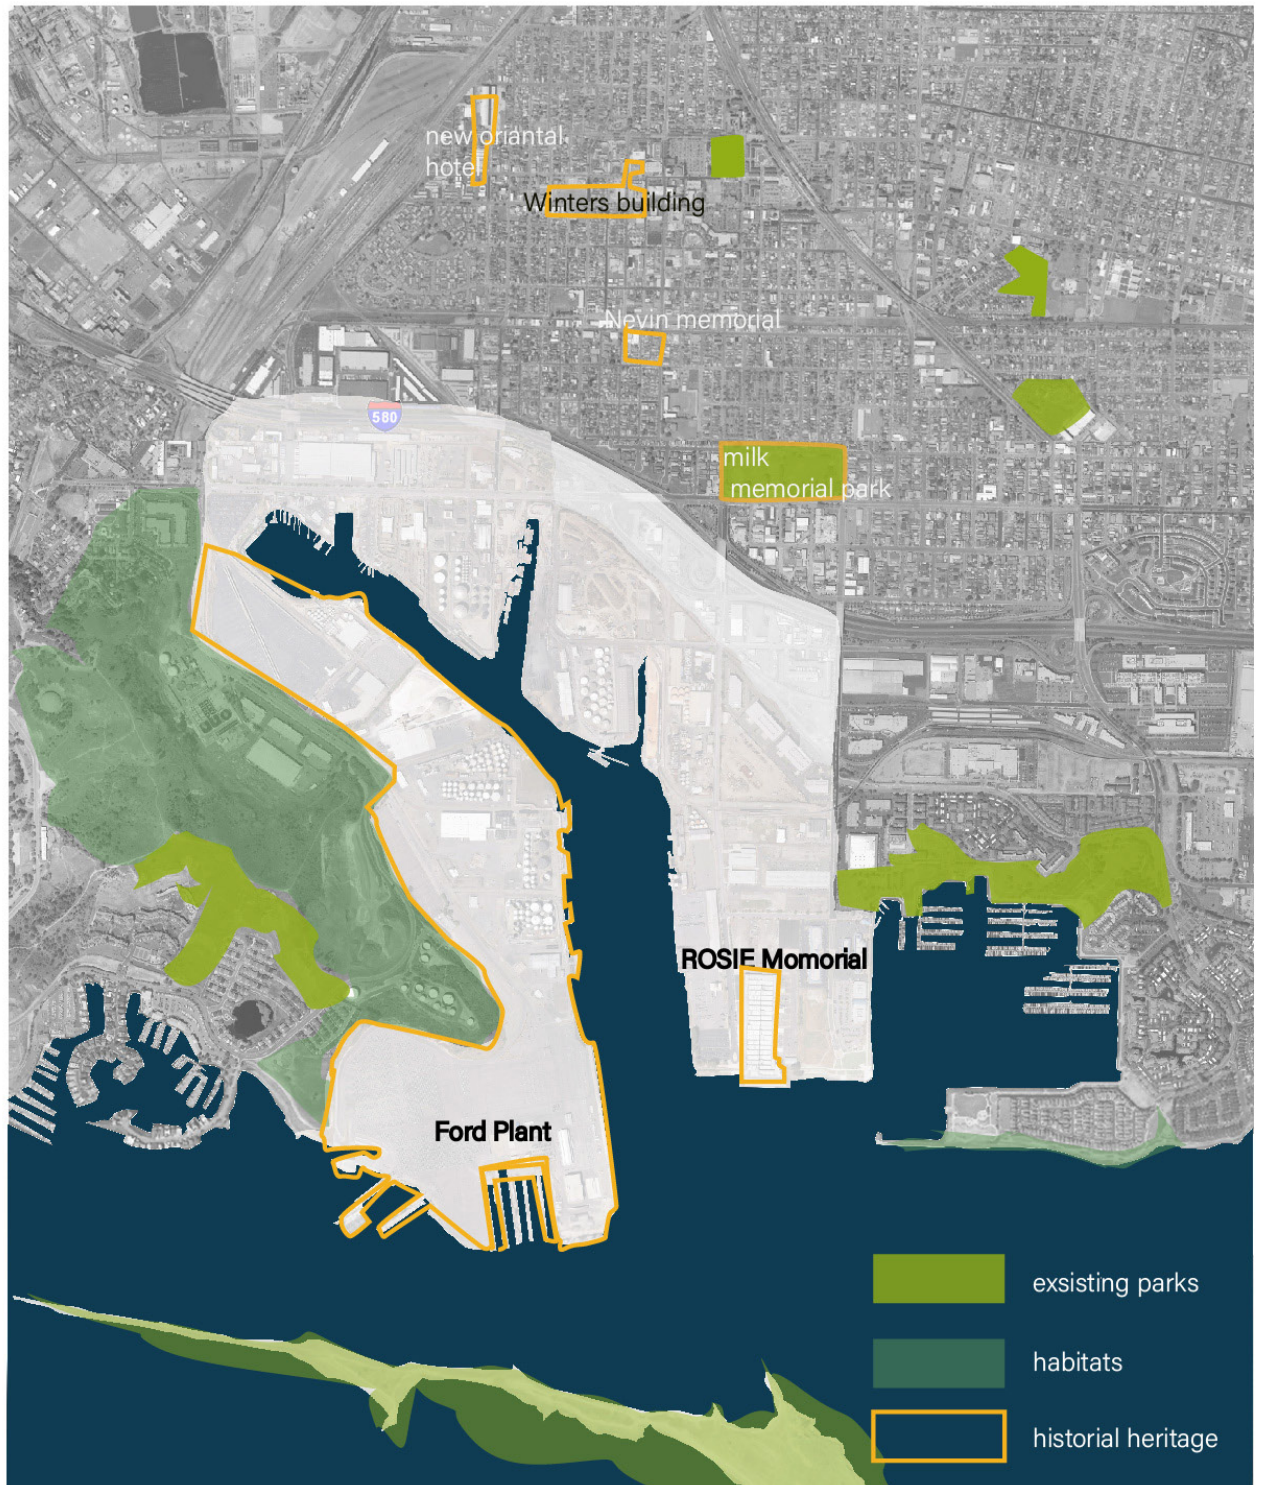 new oriantal
hotel
Winters building
Nevin memorial
580
milk
memorial park
ROSIE Momorial
Ford Plant
exsisting parks
habitats
historial heritage